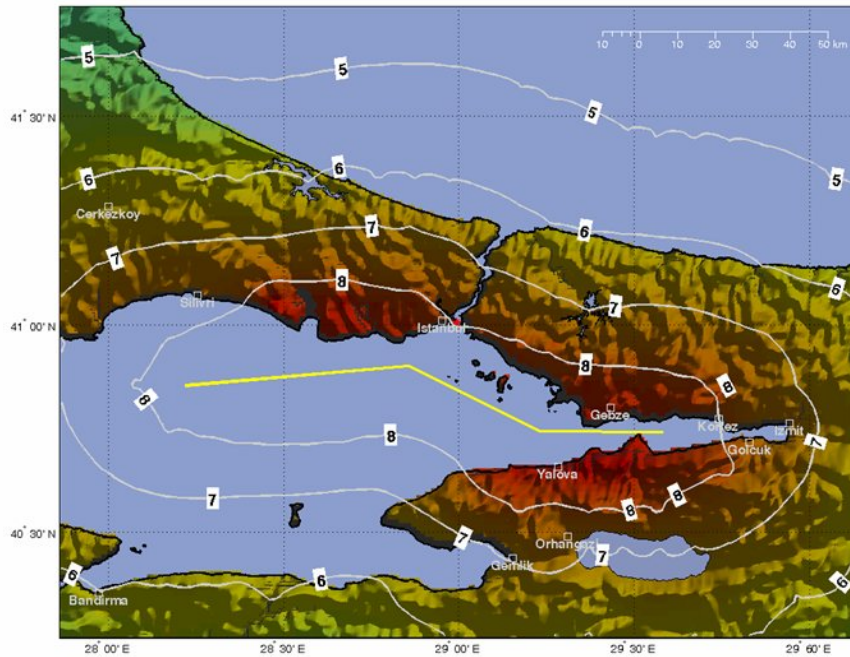 10 0 10 20 30 40 50 km
5
5
5
5
41° 30' N
6
6
6
6
Cerkezkoy
7
7
7
Silivri
8
41° 00' N
Istanbul
8
8
8
Gebze
Korfez
Izmit
8
7
Golcuk
Yalova
8
8
7
40° 30' N
Orhangazi
7
Gemlik
6
6
6
Bandirma
28° 00' E
28° 30' E
29° 00' E
29° 30' E
29° 60' E